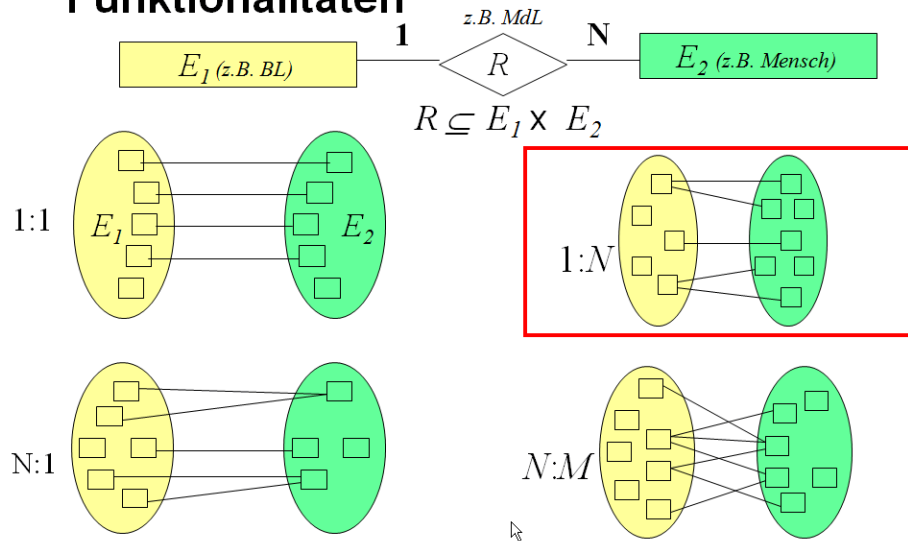 Funktionalitäten
z.B. MdL
E1 (z.B. BL) 1 R N E2 (z.B. Mensch)
R ⊆ E1 x E2
1:1 E1 E2
1:N
N:1
N:M